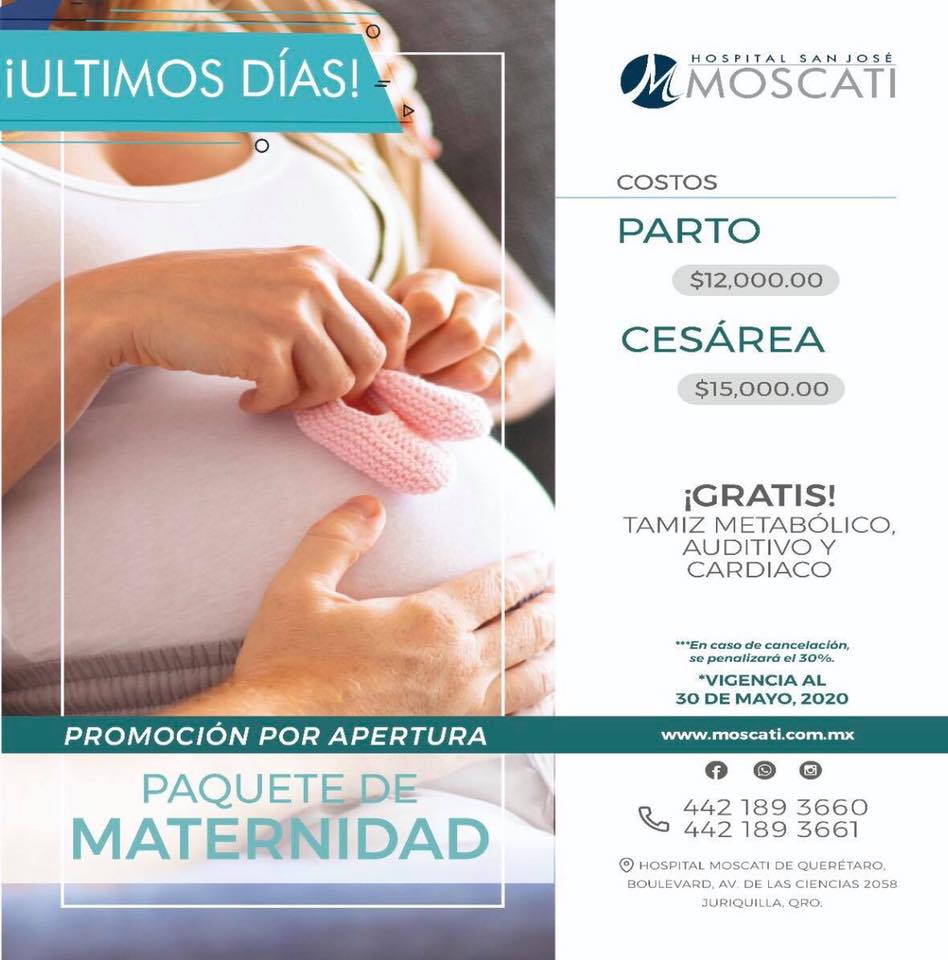 ¡ULTIMOS DÍAS!
HOSPITAL SAN JOSÉ
MOSCATI
COSTOS
PARTO
$12,000.00
CESÁREA
$15,000.00
¡GRATIS!
TAMIZ METABÓLICO,
AUDITIVO Y
CARDIACO
***En caso de cancelación,
se penalizará el 30%.
*VIGENCIA AL
30 DE MAYO, 2020
PROMOCIÓN POR APERTURA
www.moscati.com.mx
PAQUETE DE
MATERNIDAD
442 189 3660
442 189 3661
HOSPITAL MOSCATI DE QUERÉTARO,
BOULEVARD, AV. DE LAS CIENCIAS 2058
JURIQUILLA, QRO.